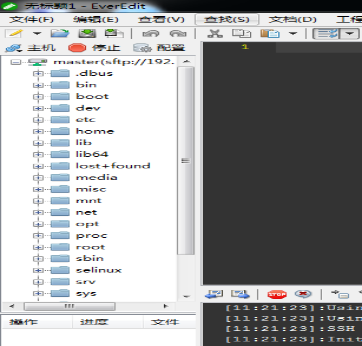 无标题1 - EverEdit
文件(F) 编辑(E) 查看(V) 查找(S) 文档(D) 工程
主机 停止 配置
1
master(sftp://192.
.dbus
bin
boot
dev
etc
home
lib
lib64
lost+found
media
misc
mnt
net
opt
proc
root
sbin
selinux
srv
sys
STOP
操作 进度 文件
[11:21:23]:Usin
[11:21:23]:Usin
[11:21:23]:SSH
[11:21:23]:Init